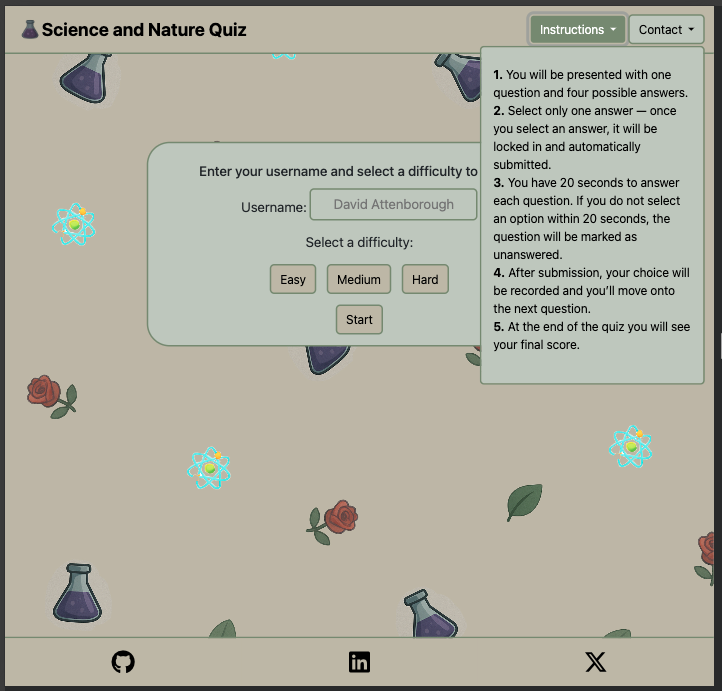 Science and Nature Quiz
Instructions
Contact
1. You will be presented with one
question and four possible answers.
2. Select only one answer — once
you select an answer, it will be
locked in and automatically
submitted.
3. You have 20 seconds to answer
each question. If you do not select
an option within 20 seconds, the
question will be marked as
unanswered.
4. After submission, your choice will
be recorded and you’ll move onto
the next question.
5. At the end of the quiz you will see
your final score.
Enter your username and select a difficulty to
Username: David Attenborough
Select a difficulty:
Easy Medium Hard
Start